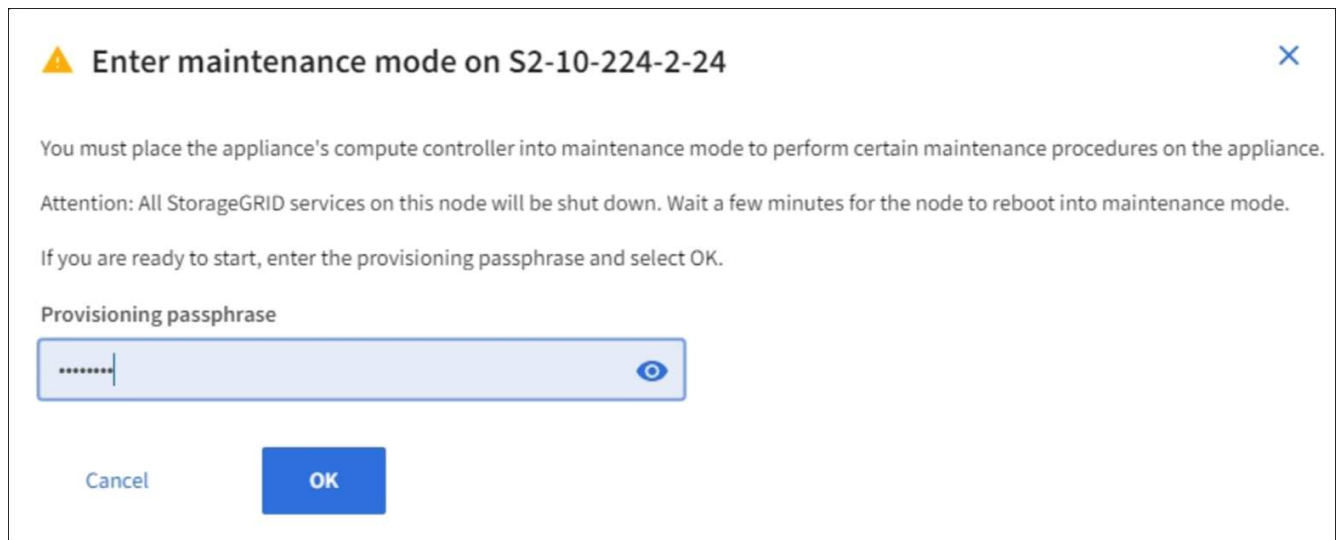 Enter maintenance mode on S2-10-224-2-24
You must place the appliance's compute controller into maintenance mode to perform certain maintenance procedures on the appliance.
Attention: All StorageGRID services on this node will be shut down. Wait a few minutes for the node to reboot into maintenance mode.
If you are ready to start, enter the provisioning passphrase and select OK.
Provisioning passphrase
••••••••
Cancel OK